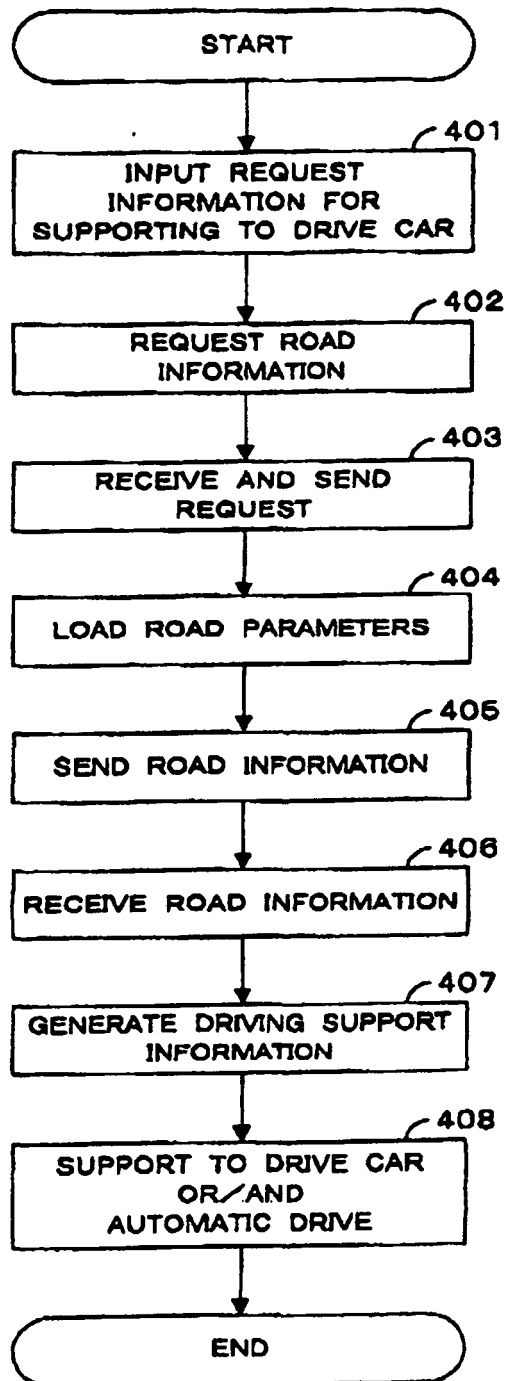 START
401
INPUT REQUEST
INFORMATION FOR
SUPPORTING TO DRIVE CAR
402
REQUEST ROAD
INFORMATION
403
RECEIVE AND SEND
REQUEST
404
LOAD ROAD PARAMETERS
405
SEND ROAD INFORMATION
406
RECEIVE ROAD INFORMATION
407
GENERATE DRIVING SUPPORT
INFORMATION
408
SUPPORT TO DRIVE CAR
OR/AND
AUTOMATIC DRIVE
END